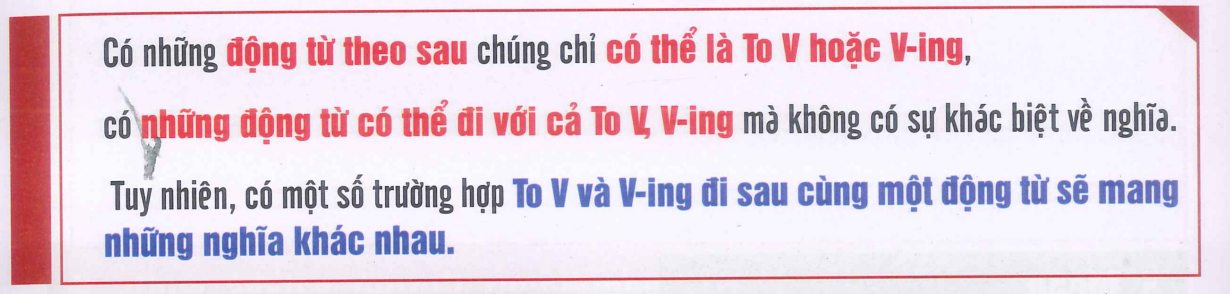 Có những động từ theo sau chúng chỉ có thể là To V hoặc V-ing,
có những động từ có thể đi với cả To V, V-ing mà không có sự khác biệt về nghĩa.
Tuy nhiên, có một số trường hợp To V và V-ing đi sau cùng một động từ sẽ mang
những nghĩa khác nhau.